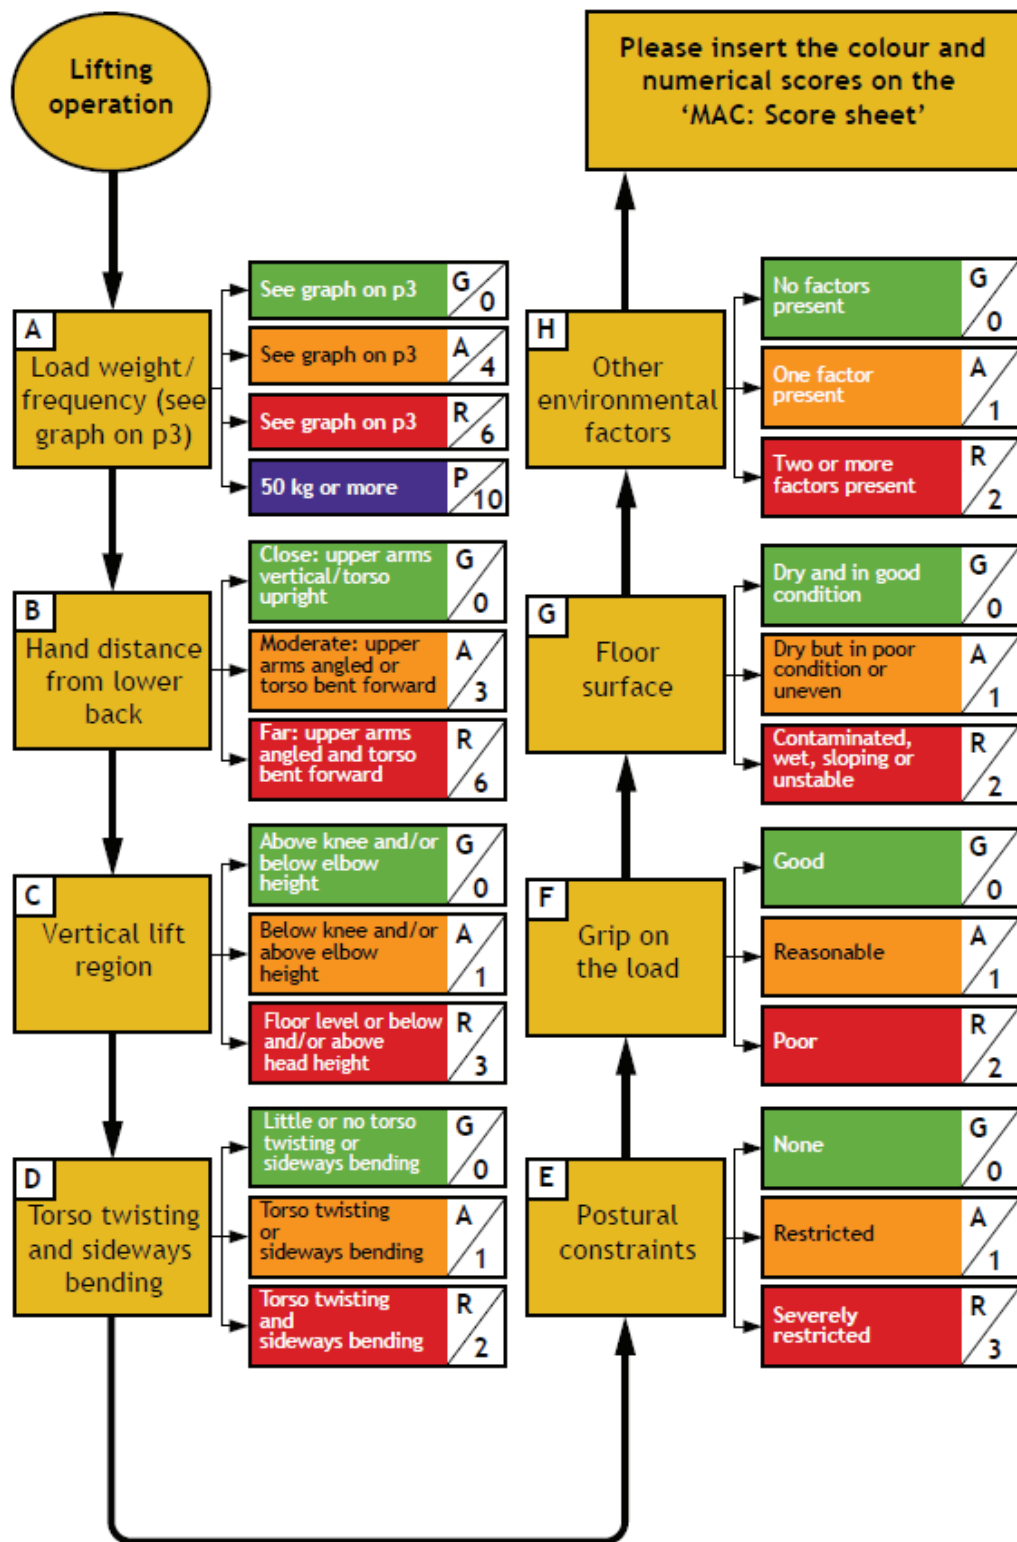 Lifting
operation
Please insert the colour and
numerical scores on the
‘MAC: Score sheet’
A
Load weight/
frequency (see
graph on p3)
See graph on p3
G
0
See graph on p3
A
4
See graph on p3
R
6
50 kg or more
P
10
B
Hand distance
from lower
back
Close: upper arms
vertical/torso
upright
G
0
Moderate: upper
arms angled or
torso bent forward
A
3
Far: upper arms
angled and torso
bent forward
R
6
C
Vertical lift
region
Above knee and/or
below elbow
height
G
0
Below knee and/or
above elbow
height
A
1
Floor level or below
and/or above
head height
R
3
D
Torso twisting
and sideways
bending
Little or no torso
twisting or
sideways bending
G
0
Torso twisting
or
sideways bending
A
1
Torso twisting
and
sideways bending
R
2
E
Postural
constraints
None
G
0
Restricted
A
1
Severely
restricted
R
3
F
Grip on
the load
Good
G
0
Reasonable
A
1
Poor
R
2
G
Floor
surface
Dry and in good
condition
G
0
Dry but in poor
condition or
uneven
A
1
Contaminated,
wet, sloping or
unstable
R
2
H
Other
environmental
factors
No factors
present
G
0
One factor
present
A
1
Two or more
factors present
R
2